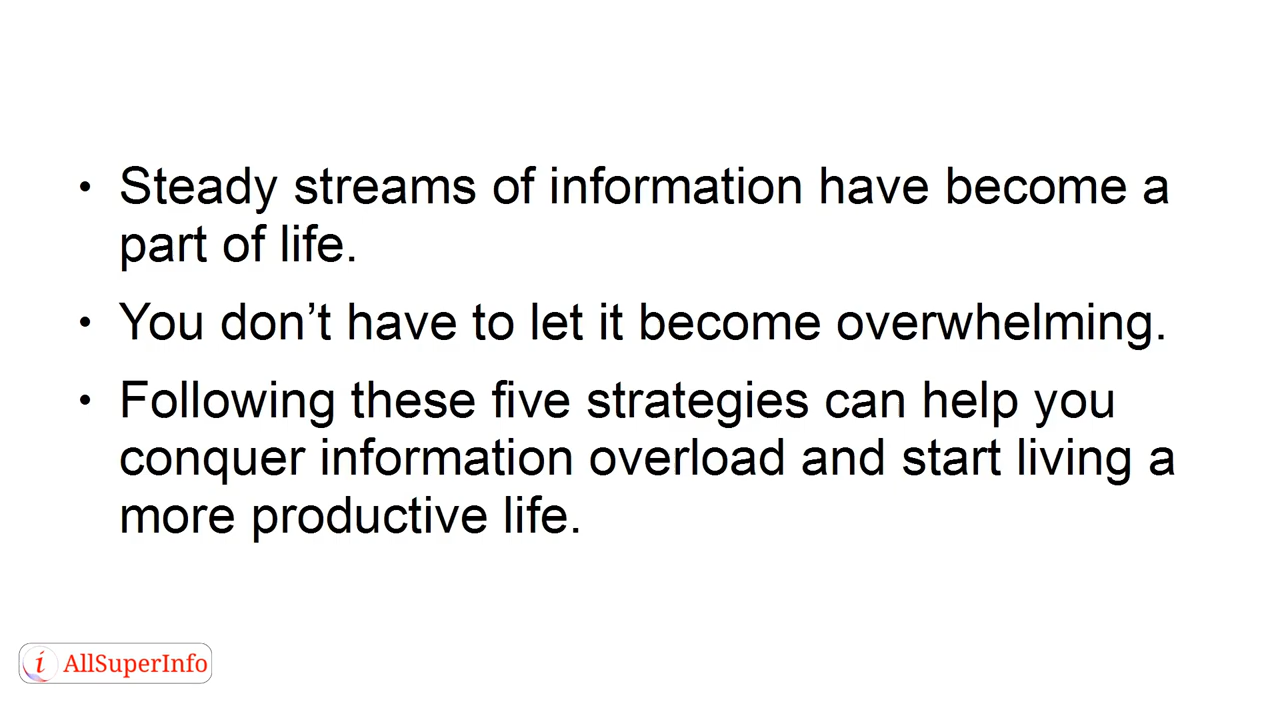 • Steady streams of information have become a
part of life.
• You don’t have to let it become overwhelming.
• Following these five strategies can help you
conquer information overload and start living a
more productive life.
i AllSuperInfo